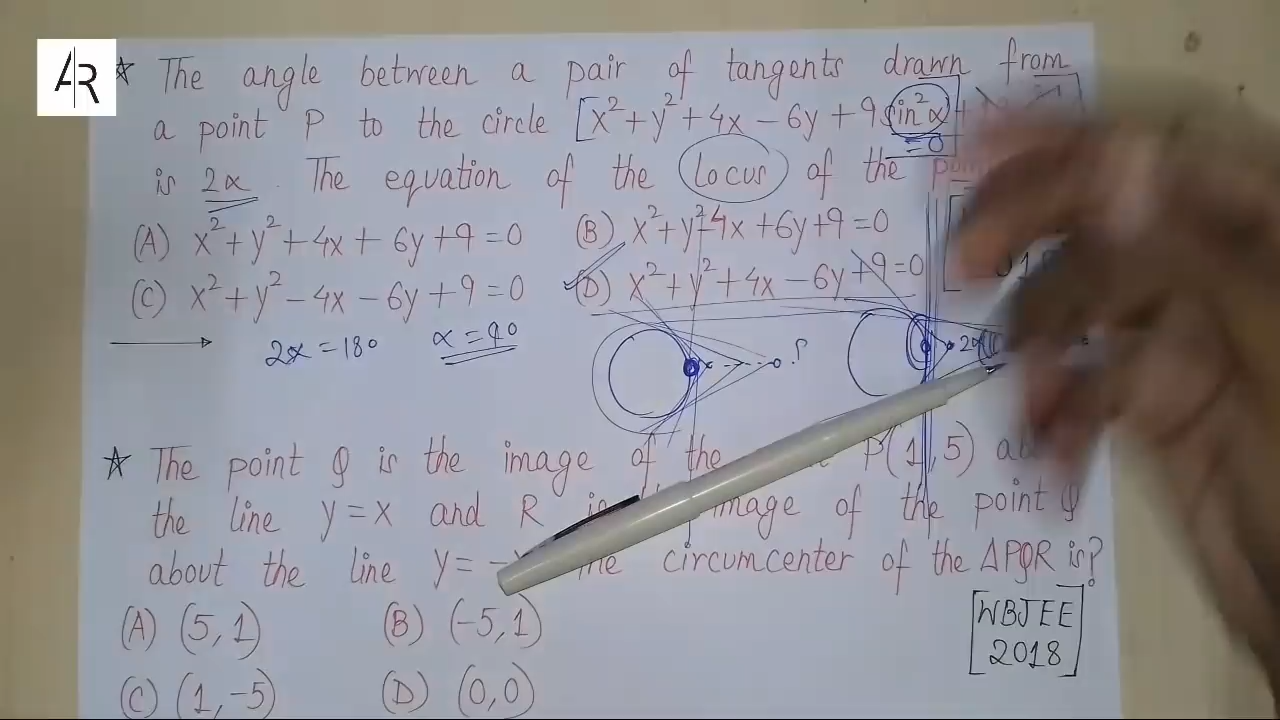 AR
☆ The angle between a pair of tangents drawn from
a point P to the circle [x² + y² + 4x - 6y + 9 sin²α +
= 0
is 2α. The equation of the Locus of the
(A) x² + y² + 4x + 6y + 9 = 0 (B) x² + y² - 4x + 6y + 9 = 0
(C) x² + y² - 4x - 6y + 9 = 0 (D) x² + y² + 4x - 6y + 9 = 0
2α = 180 α = 90
P
2α
☆ The point Q is the image of the P(1, 5)
the line y = x and R image of the point Q
about the line y = - circumcenter of the ΔPQR is?
(A) (5, 1) (B) (-5, 1)
(C) (1, -5) (D) (0, 0)
[WBJEE
2018]